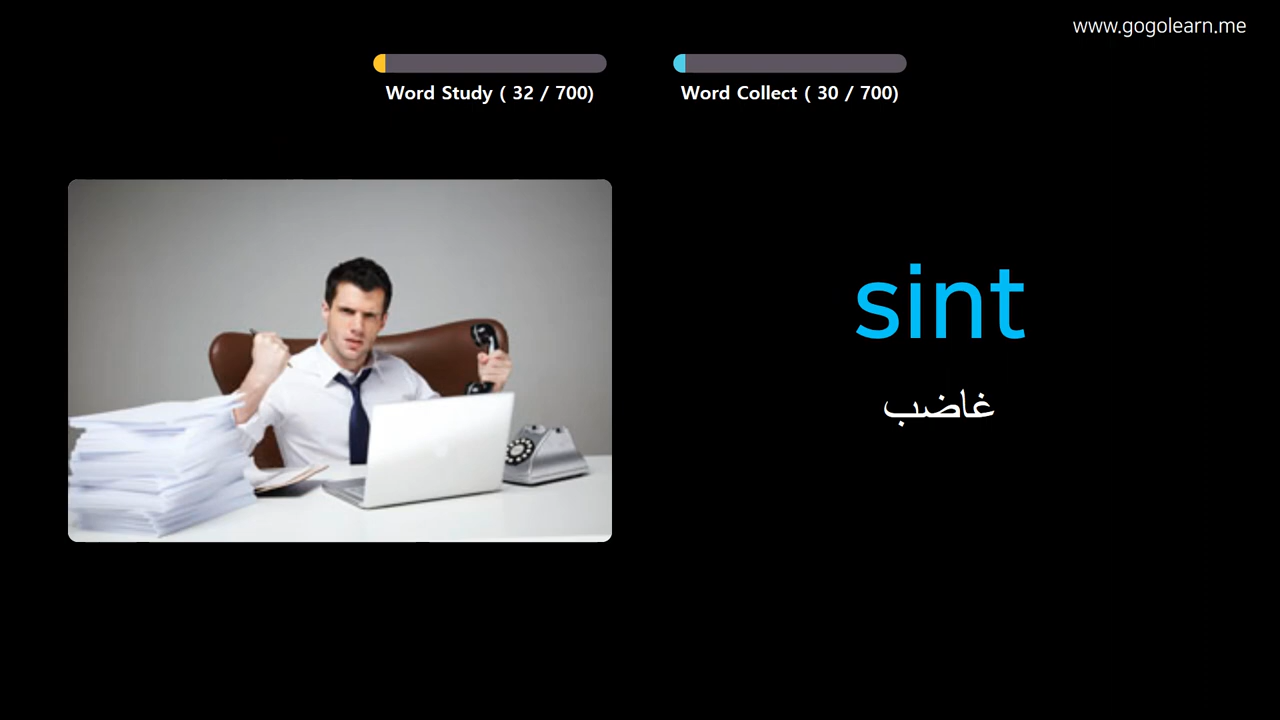 www.gogolearn.me
Word Study ( 32 / 700)
Word Collect ( 30 / 700)
sint
غاضب